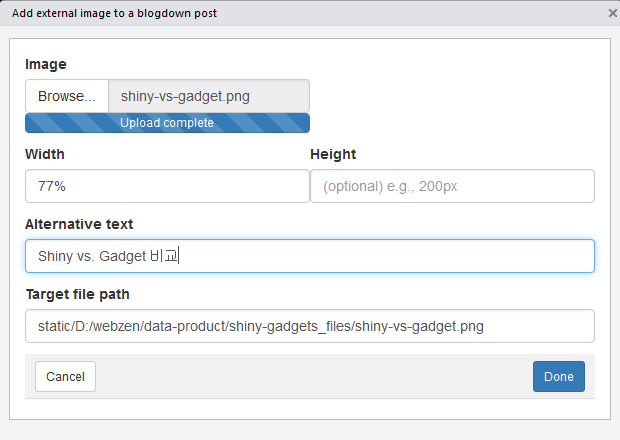 Add external image to a blogdown post
Image
Browse... shiny-vs-gadget.png
Upload complete
Width Height
77% (optional) e.g., 200px
Alternative text
Shiny vs. Gadget 비교
Target file path
static/D:/webzen/data-product/shiny-gadgets_files/shiny-vs-gadget.png
Cancel Done